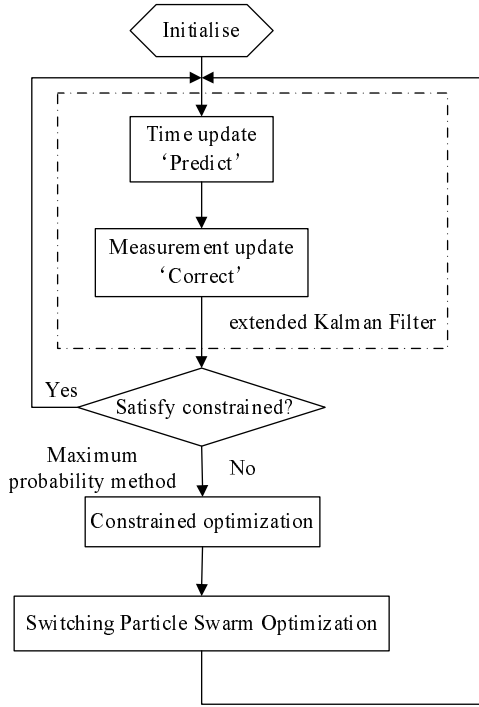 Initialise
Time update
‘Predict’
Measurement update
‘Correct’
extended Kalman Filter
Yes
Satisfy constrained?
Maximum
probability method
No
Constrained optimization
Switching Particle Swarm Optimization